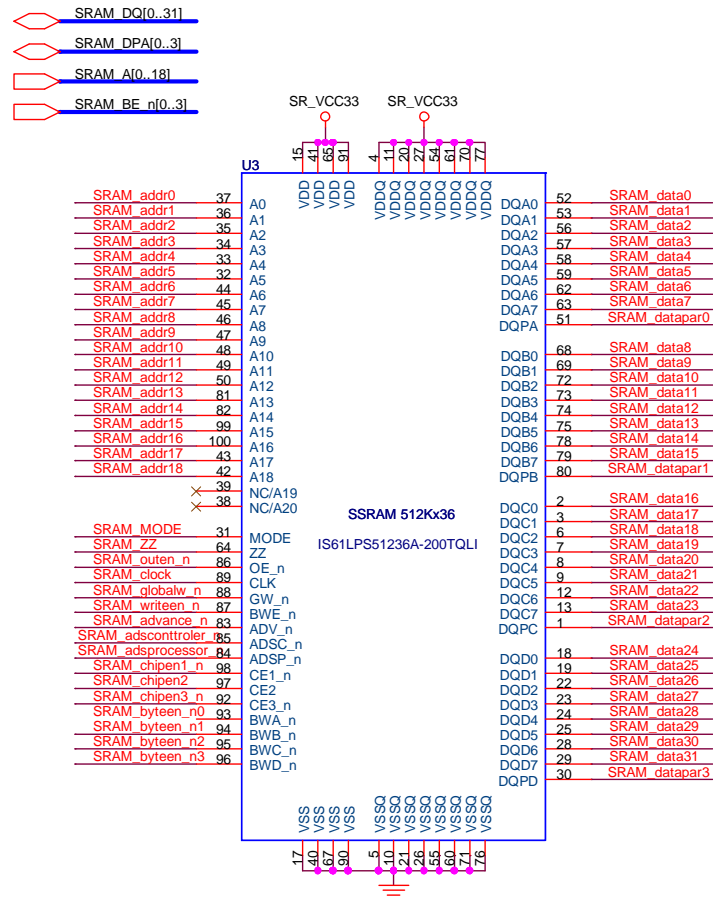 SRAM_DQ[0..31]
SRAM_DPA[0..3]
SRAM_A[0..18]
SRAM_BE_n[0..3]
SR_VCC33 SR_VCC33
15 41 65 91 4 11 20 27 54 61 70 77
U3
VDD VDD VDD VDD VDDQ VDDQ VDDQ VDDQ VDDQ VDDQ VDDQ VDDQ
SRAM_addr0 37 A0 DQA0 52 SRAM_data0
SRAM_addr1 36 A1 DQA1 53 SRAM_data1
SRAM_addr2 35 A2 DQA2 56 SRAM_data2
SRAM_addr3 34 A3 DQA3 57 SRAM_data3
SRAM_addr4 33 A4 DQA4 58 SRAM_data4
SRAM_addr5 32 A5 DQA5 59 SRAM_data5
SRAM_addr6 44 A6 DQA6 62 SRAM_data6
SRAM_addr7 45 A7 DQA7 63 SRAM_data7
SRAM_addr8 46 A8 DQPA 51 SRAM_datapar0
SRAM_addr9 47 A9
SRAM_addr10 48 A10 DQB0 68 SRAM_data8
SRAM_addr11 49 A11 DQB1 69 SRAM_data9
SRAM_addr12 50 A12 DQB2 72 SRAM_data10
SRAM_addr13 81 A13 DQB3 73 SRAM_data11
SRAM_addr14 82 A14 DQB4 74 SRAM_data12
SRAM_addr15 99 A15 DQB5 75 SRAM_data13
SRAM_addr16 100 A16 DQB6 78 SRAM_data14
SRAM_addr17 43 A17 DQB7 79 SRAM_data15
SRAM_addr18 42 A18 DQPB 80 SRAM_datapar1
39 NC/A19
38 NC/A20 DQC0 2 SRAM_data16
SSRAM 512Kx36 DQC1 3 SRAM_data17
SRAM_MODE 31 MODE DQC2 6 SRAM_data18
SRAM_ZZ 64 ZZ IS61LPS51236A-200TQLI DQC3 7 SRAM_data19
SRAM_outen_n 86 OE_n DQC4 8 SRAM_data20
SRAM_clock 89 CLK DQC5 9 SRAM_data21
SRAM_globalw_n 88 GW_n DQC6 12 SRAM_data22
SRAM_writeen_n 87 BWE_n DQC7 13 SRAM_data23
SRAM_advance_n 83 ADV_n DQPC 1 SRAM_datapar2
SRAM_adsconttroler_n 85 ADSC_n
SRAM_adsprocessor_n 84 ADSP_n DQD0 18 SRAM_data24
SRAM_chipen1_n 98 CE1_n DQD1 19 SRAM_data25
SRAM_chipen2 97 CE2 DQD2 22 SRAM_data26
SRAM_chipen3_n 92 CE3_n DQD3 23 SRAM_data27
SRAM_byteen_n0 93 BWA_n DQD4 24 SRAM_data28
SRAM_byteen_n1 94 BWB_n DQD5 25 SRAM_data29
SRAM_byteen_n2 95 BWC_n DQD6 28 SRAM_data30
SRAM_byteen_n3 96 BWD_n DQD7 29 SRAM_data31
DQPD 30 SRAM_datapar3
VSS VSS VSS VSS VSSQ VSSQ VSSQ VSSQ VSSQ VSSQ VSSQ VSSQ
17 40 67 90 5 10 21 26 55 60 71 76